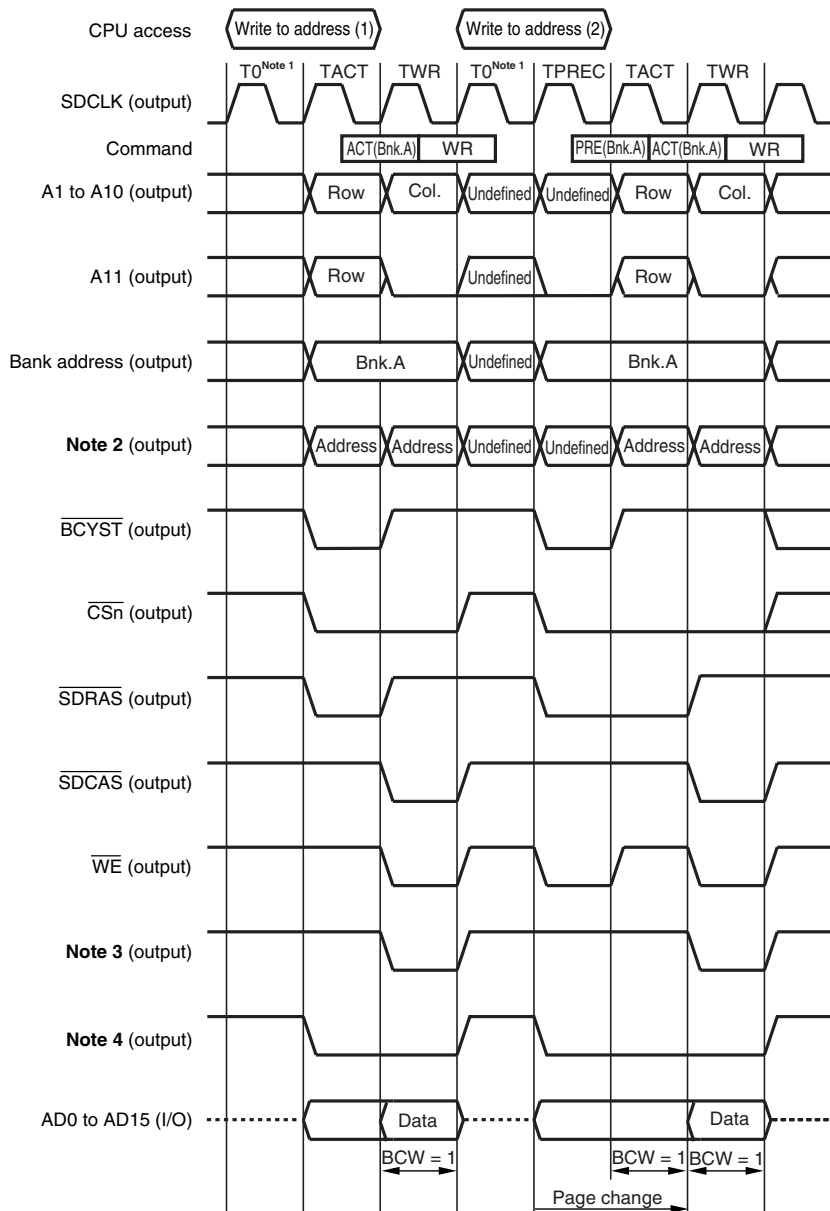 CPU access Write to address (1) Write to address (2)
T0Note 1 TACT TWR T0Note 1 TPREC TACT TWR
SDCLK (output)
Command ACT(Bnk.A) WR PRE(Bnk.A) ACT(Bnk.A) WR
A1 to A10 (output) Row Col. Undefined Undefined Row Col.
A11 (output) Row Undefined Row
Bank address (output) Bnk.A Undefined Bnk.A
Note 2 (output) Address Address Undefined Undefined Address Address
BCYST (output)
CSn (output)
SDRAS (output)
SDCAS (output)
WE (output)
Note 3 (output)
Note 4 (output)
AD0 to AD15 (I/O) Data Data
BCW = 1 BCW = 1 BCW = 1
Page change